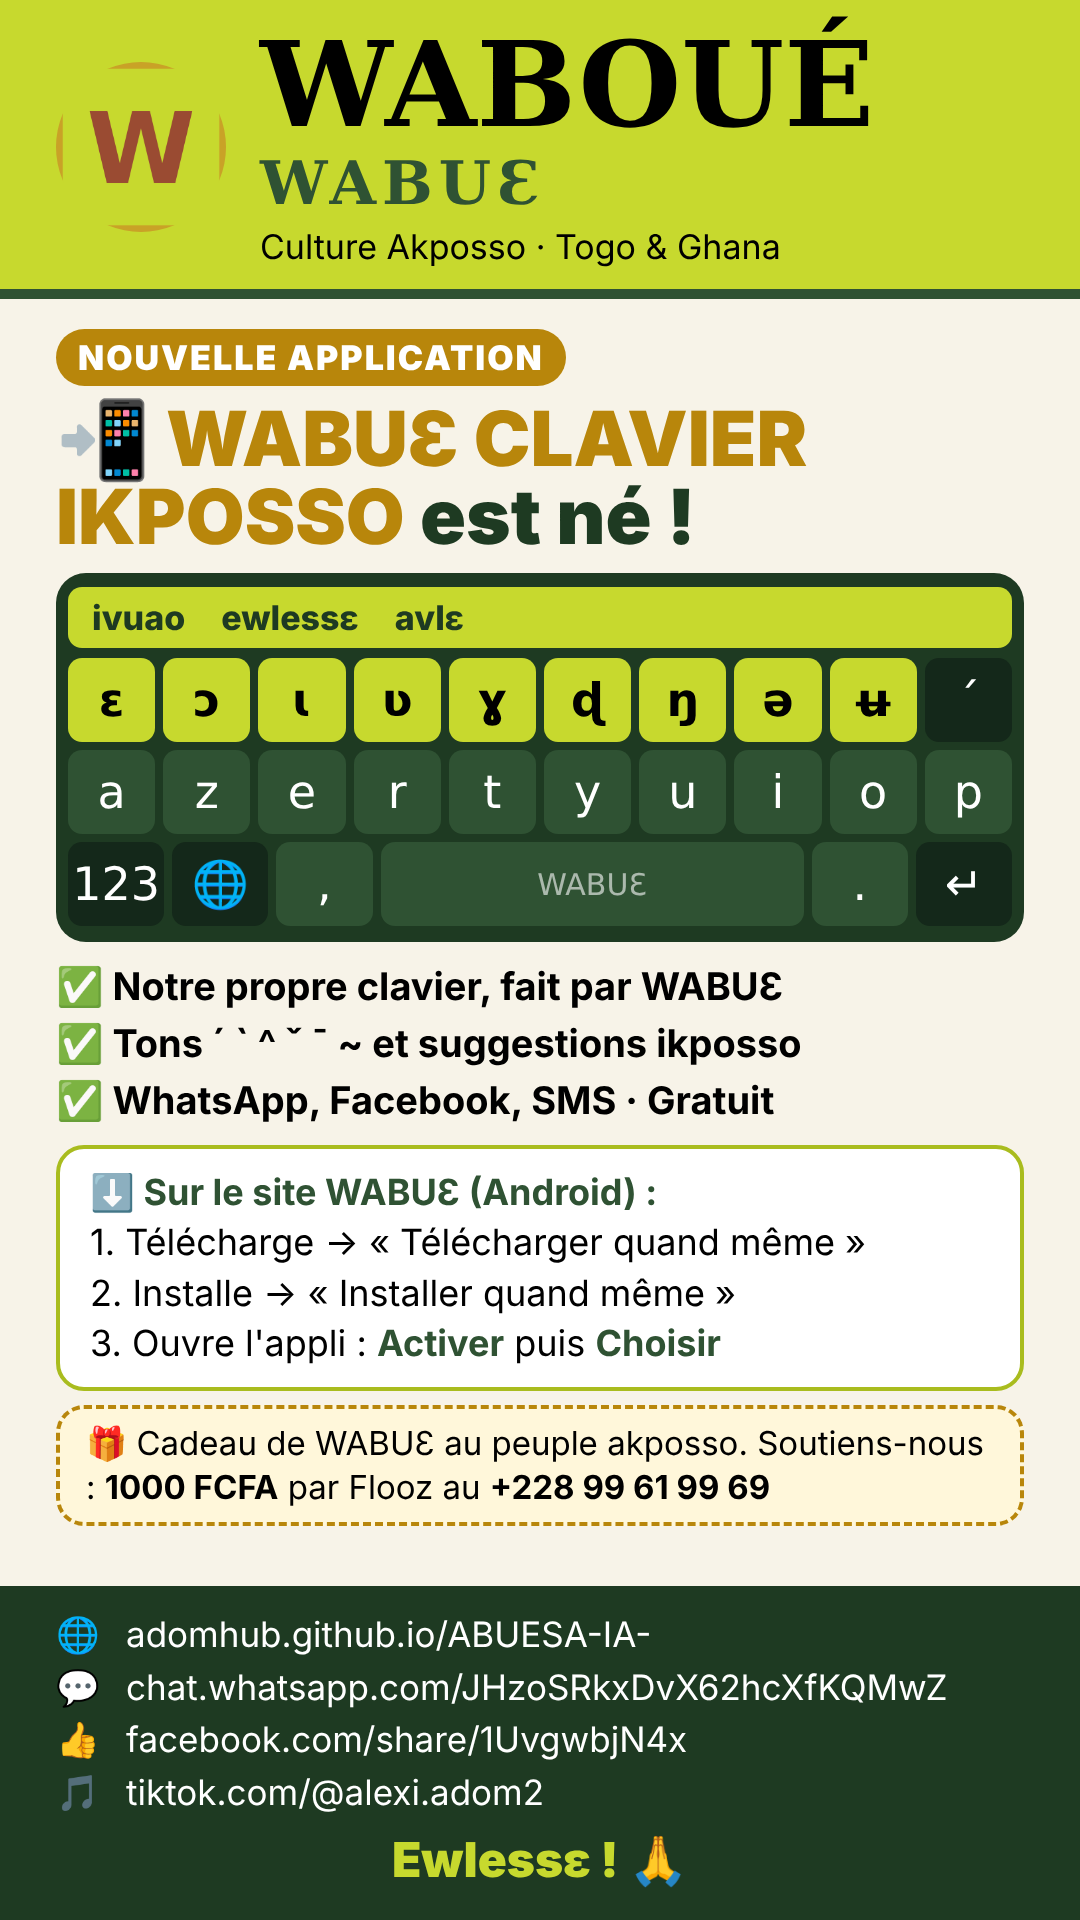 W
WABOUÉ
WABUƐ
Culture Akposso · Togo & Ghana
NOUVELLE APPLICATION
📲 WABUƐ CLAVIER
IKPOSSO est né !
ivuao ewlessɛ avlɛ
ɛ ɔ ɩ ʋ ɣ ɖ ŋ ə ʉ ´
a z e r t y u i o p
123 🌐 , WABUƐ . ↵
✅ Notre propre clavier, fait par WABUƐ
✅ Tons ´ ` ^ ˇ ¯ ~ et suggestions ikposso
✅ WhatsApp, Facebook, SMS · Gratuit
⬇️ Sur le site WABUƐ (Android) :
1. Télécharge → « Télécharger quand même »
2. Installe → « Installer quand même »
3. Ouvre l'appli : Activer puis Choisir
🎁 Cadeau de WABUƐ au peuple akposso. Soutiens-nous
: 1000 FCFA par Flooz au +228 99 61 99 69
🌐 adomhub.github.io/ABUESA-IA-
💬 chat.whatsapp.com/JHzoSRkxDvX62hcXfKQMwZ
👍 facebook.com/share/1UvgwbjN4x
🎵 tiktok.com/@alexi.adom2
Ewlessɛ ! 🙏